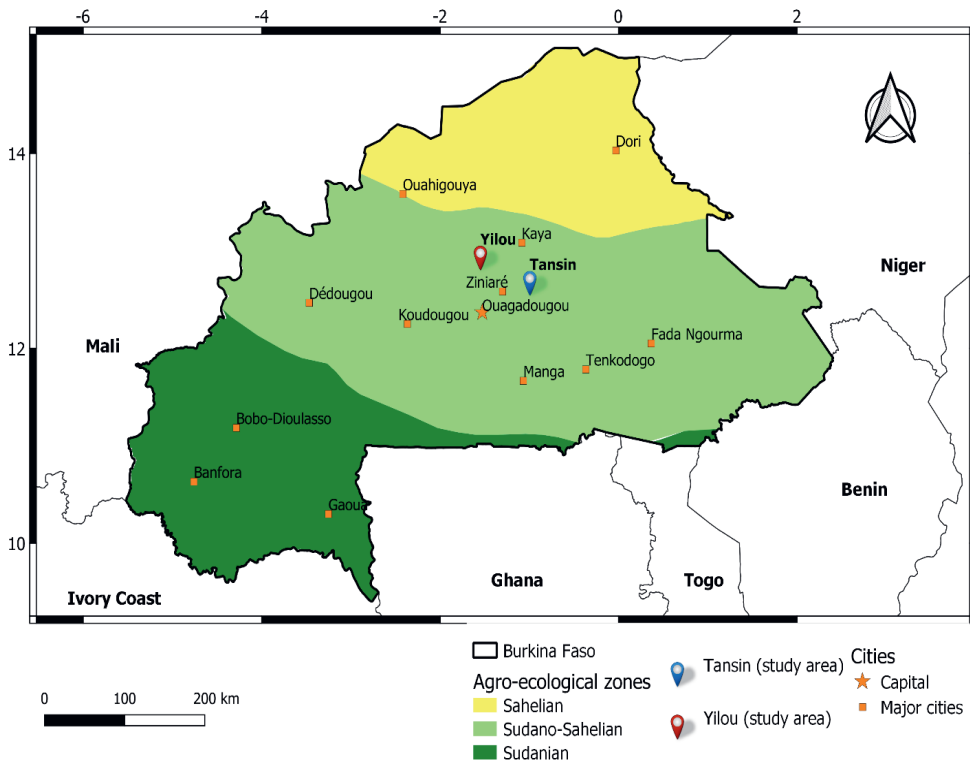 -6 -4 -2 0 2
14
12
10
Dori
Ouahigouya
Kaya
Yilou
Tansin
Ziniaré
Ouagadougou
Dédougou
Koudougou
Fada Ngourma
Tenkodogo
Manga
Bobo-Dioulasso
Banfora
Gaoua
Niger
Mali
Benin
Ghana
Togo
Ivory Coast
0 100 200 km
Burkina Faso
Agro-ecological zones
Sahelian
Sudano-Sahelian
Sudanian
Tansin (study area)
Yilou (study area)
Cities
Capital
Major cities